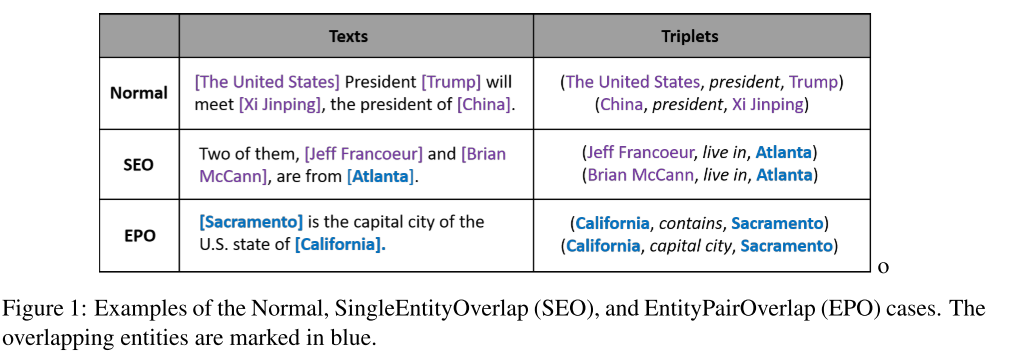 Texts Triplets
Normal
[The United States] President [Trump] will
meet [Xi Jinping], the president of [China].
(The United States, president, Trump)
(China, president, Xi Jinping)
SEO
Two of them, [Jeff Francoeur] and [Brian
McCann], are from [Atlanta].
(Jeff Francoeur, live in, Atlanta)
(Brian McCann, live in, Atlanta)
EPO
[Sacramento] is the capital city of the
U.S. state of [California].
(California, contains, Sacramento)
(California, capital city, Sacramento)
o
Figure 1: Examples of the Normal, SingleEntityOverlap (SEO), and EntityPairOverlap (EPO) cases. The
overlapping entities are marked in blue.